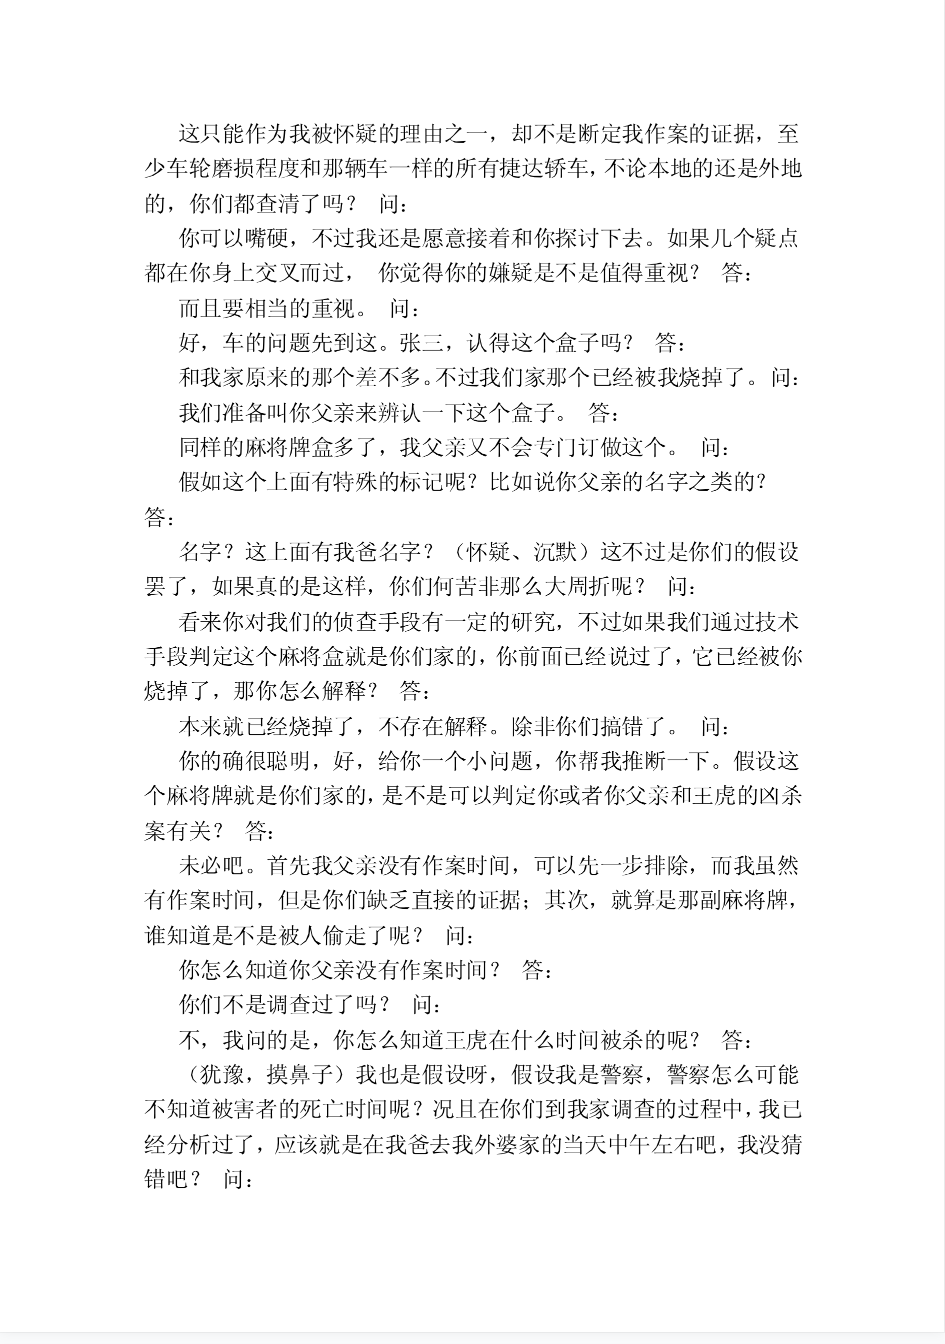 这只能作为我被怀疑的理由之一，却不是断定我作案的证据，至
少车轮磨损程度和那辆车一样的所有捷达轿车，不论本地的还是外地
的，你们都查清了吗？ 问：
你可以嘴硬，不过我还是愿意接着和你探讨下去。如果几个疑点
都在你身上交叉而过， 你觉得你的嫌疑是不是值得重视？ 答：
而且要相当的重视。 问：
好，车的问题先到这。张三，认得这个盒子吗？ 答：
和我家原来的那个差不多。不过我们家那个已经被我烧掉了。 问：
我们准备叫你父亲来辨认一下这个盒子。 答：
同样的麻将牌盒多了，我父亲又不会专门订做这个。 问：
假如这个上面有特殊的标记呢？比如说你父亲的名字之类的？
答：
名字？这上面有我爸名字？（怀疑、沉默）这不过是你们的假设
罢了，如果真的是这样，你们何苦非那么大周折呢？ 问：
看来你对我们的侦查手段有一定的研究，不过如果我们通过技术
手段判定这个麻将盒就是你们家的，你前面已经说过了，它已经被你
烧掉了，那你怎么解释？ 答：
本来就已经烧掉了，不存在解释。除非你们搞错了。 问：
你的确很聪明，好，给你一个小问题，你帮我推断一下。假设这
个麻将牌就是你们家的，是不是可以判定你或者你父亲和王虎的凶杀
案有关？ 答：
未必吧。首先我父亲没有作案时间，可以先一步排除，而我虽然
有作案时间，但是你们缺乏直接的证据；其次，就算是那副麻将牌，
谁知道是不是被人偷走了呢？ 问：
你怎么知道你父亲没有作案时间？ 答：
你们不是调查过了吗？ 问：
不，我问的是，你怎么知道王虎在什么时间被杀的呢？ 答：
（犹豫，摸鼻子）我也是假设呀，假设我是警察，警察怎么可能
不知道被害者的死亡时间呢？况且在你们到我家调查的过程中，我已
经分析过了，应该就是在我爸去我外婆家的当天中午左右吧，我没猜
错吧？ 问：